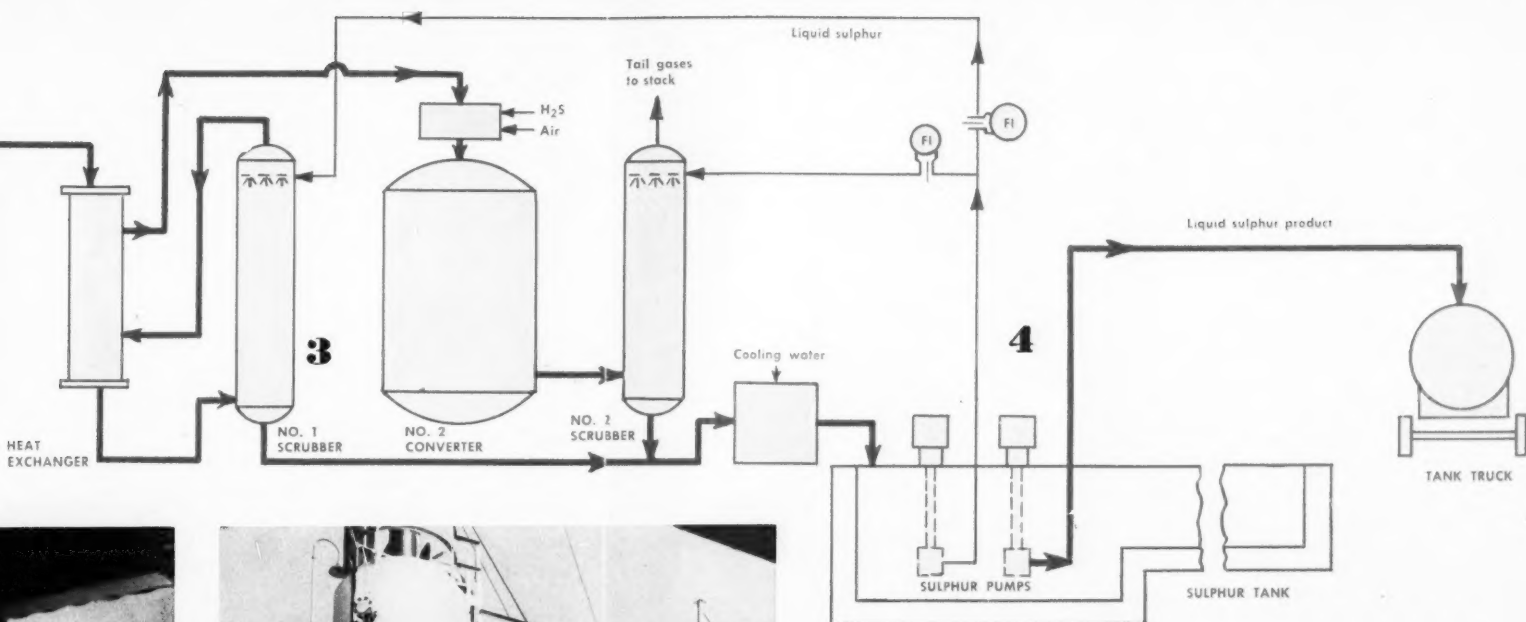 Liquid sulphur
Tail gases
to stack
H₂S
Air
FI
FI
Liquid sulphur product
3
4
Cooling water
HEAT
EXCHANGER
NO. 1
SCRUBBER
NO. 2
CONVERTER
NO. 2
SCRUBBER
TANK TRUCK
SULPHUR PUMPS
SULPHUR TANK